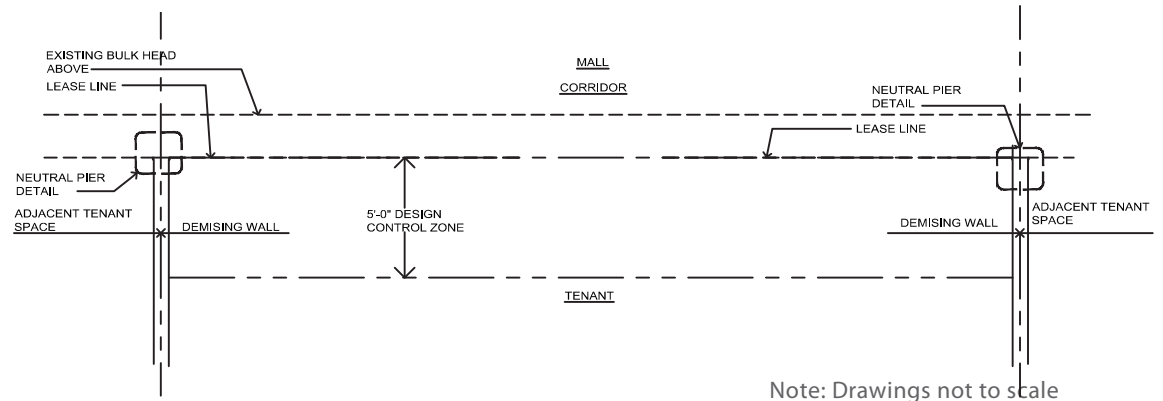 EXISTING BULK HEAD
ABOVE
LEASE LINE
MALL
CORRIDOR
NEUTRAL PIER
DETAIL
LEASE LINE
NEUTRAL PIER
DETAIL
ADJACENT TENANT
SPACE
DEMISING WALL
5'-0" DESIGN
CONTROL ZONE
DEMISING WALL
ADJACENT TENANT
SPACE
TENANT
Note: Drawings not to scale